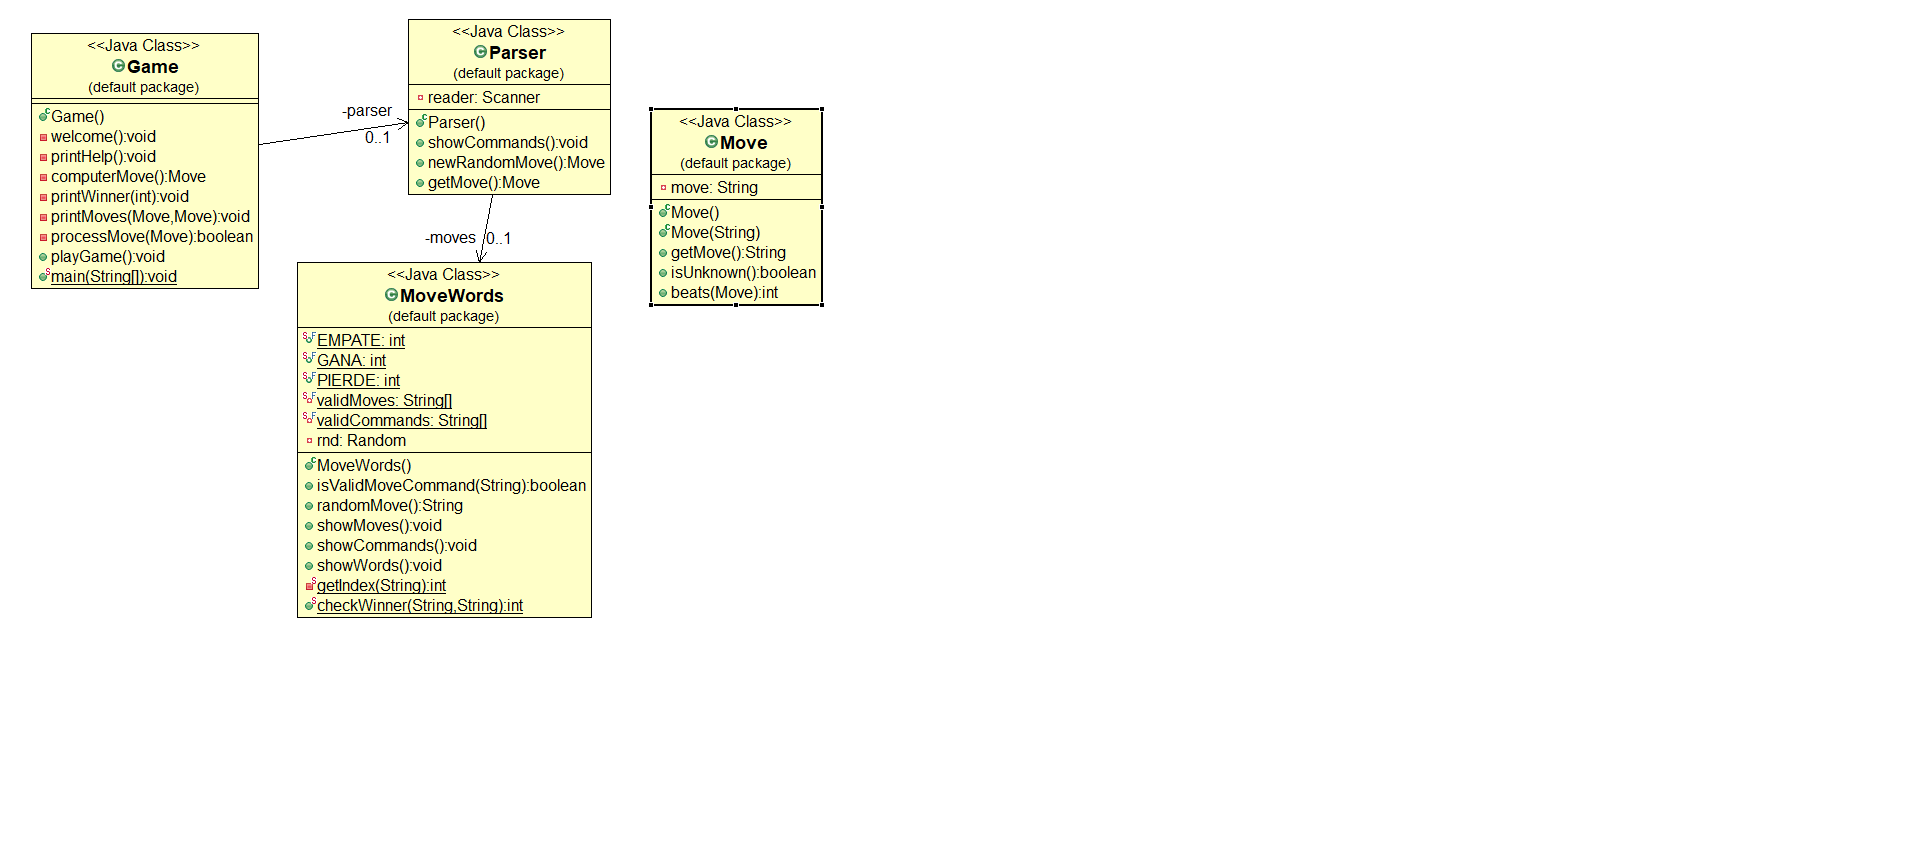 <<Java Class>>
Game
(default package)
Game()
welcome():void
printHelp():void
computerMove():Move
printWinner(int):void
printMoves(Move,Move):void
processMove(Move):boolean
playGame():void
main(String[]):void
-parser
0..1
<<Java Class>>
Parser
(default package)
reader: Scanner
Parser()
showCommands():void
newRandomMove():Move
getMove():Move
-moves
0..1
<<Java Class>>
MoveWords
(default package)
EMPATE: int
GANA: int
PIERDE: int
validMoves: String[]
validCommands: String[]
rnd: Random
MoveWords()
isValidMoveCommand(String):boolean
randomMove():String
showMoves():void
showCommands():void
showWords():void
getIndex(String):int
checkWinner(String,String):int
<<Java Class>>
Move
(default package)
move: String
Move()
Move(String)
getMove():String
isUnknown():boolean
beats(Move):int